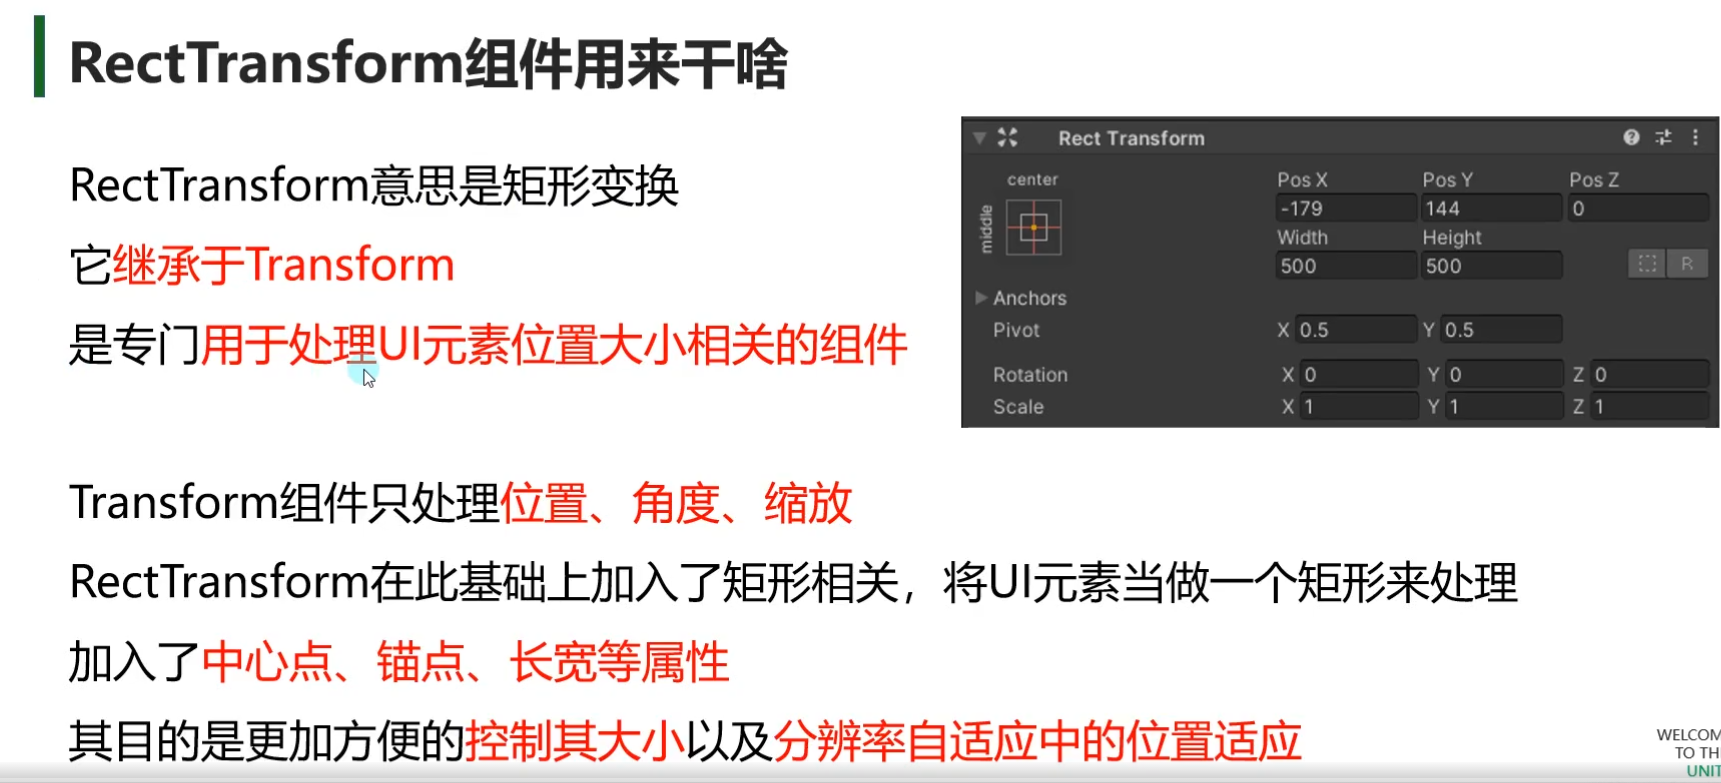 RectTransform组件用来干啥
RectTransform意思是矩形变换
它继承于Transform
是专门用于处理UI元素位置大小相关的组件
Rect Transform
center
middle
Pos X Pos Y Pos Z
-179 144 0
Width Height
500 500
R
Anchors
Pivot X 0.5 Y 0.5
Rotation X 0 Y 0 Z 0
Scale X 1 Y 1 Z 1
Transform组件只处理位置、角度、缩放
RectTransform在此基础上加入了矩形相关，将UI元素当做一个矩形来处理
加入了中心点、锚点、长宽等属性
其目的是更加方便的控制其大小以及分辨率自适应中的位置适应
WELCOM
TO TH
UNIT